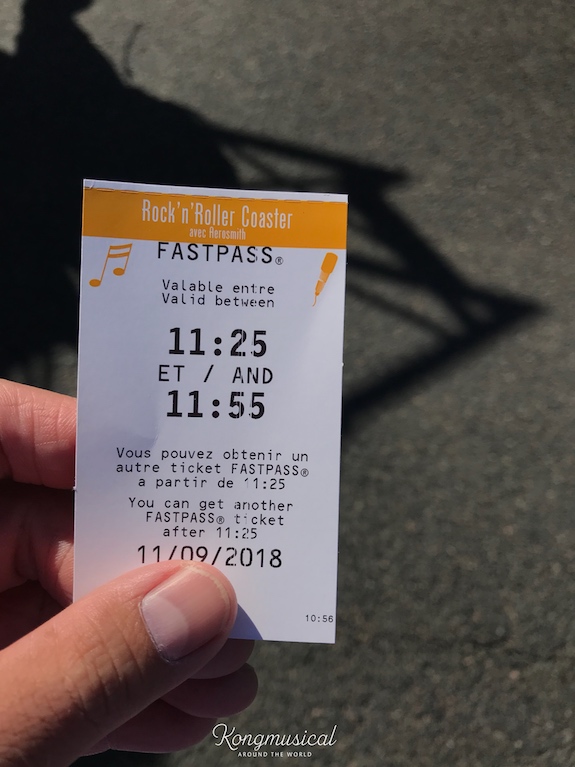 Rock'n'Roller Coaster
avec Aerosmith
FASTPASS®
Valable entre
Valid between
11:25
ET / AND
11:55
Vous pouvez obtenir un
autre ticket FASTPASS®
a partir de 11:25
You can get another
FASTPASS® ticket
after 11:25
11/09/2018
10:56
Kongmusical
AROUND THE WORLD